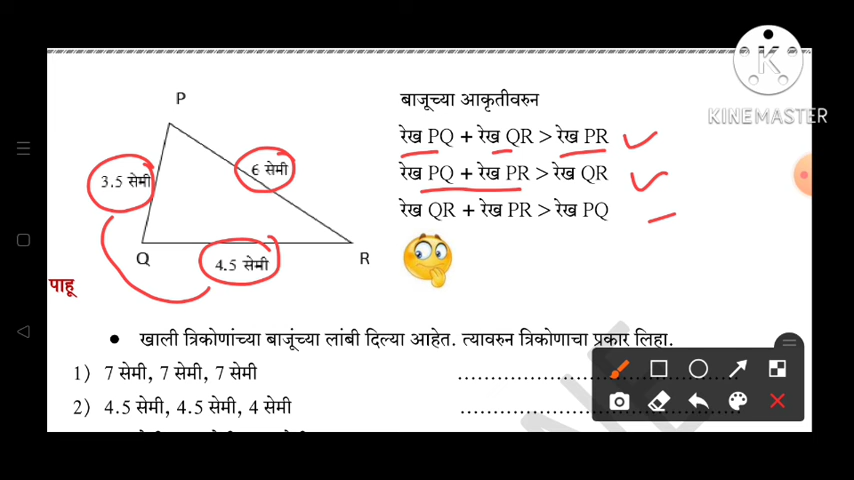 K
KINEMASTER
P
बाजूच्या आकृतीवरुन
रेख PQ + रेख QR > रेख PR
6 सेमी
रेख PQ + रेख PR > रेख QR
3.5 सेमी
रेख QR + रेख PR > रेख PQ
Q
4.5 सेमी
R
पाहू
● खाली त्रिकोणांच्या बाजूंच्या लांबी दिल्या आहेत. त्यावरुन त्रिकोणाचा प्रकार लिहा.
1) 7 सेमी, 7 सेमी, 7 सेमी ........................................
2) 4.5 सेमी, 4.5 सेमी, 4 सेमी ........................................